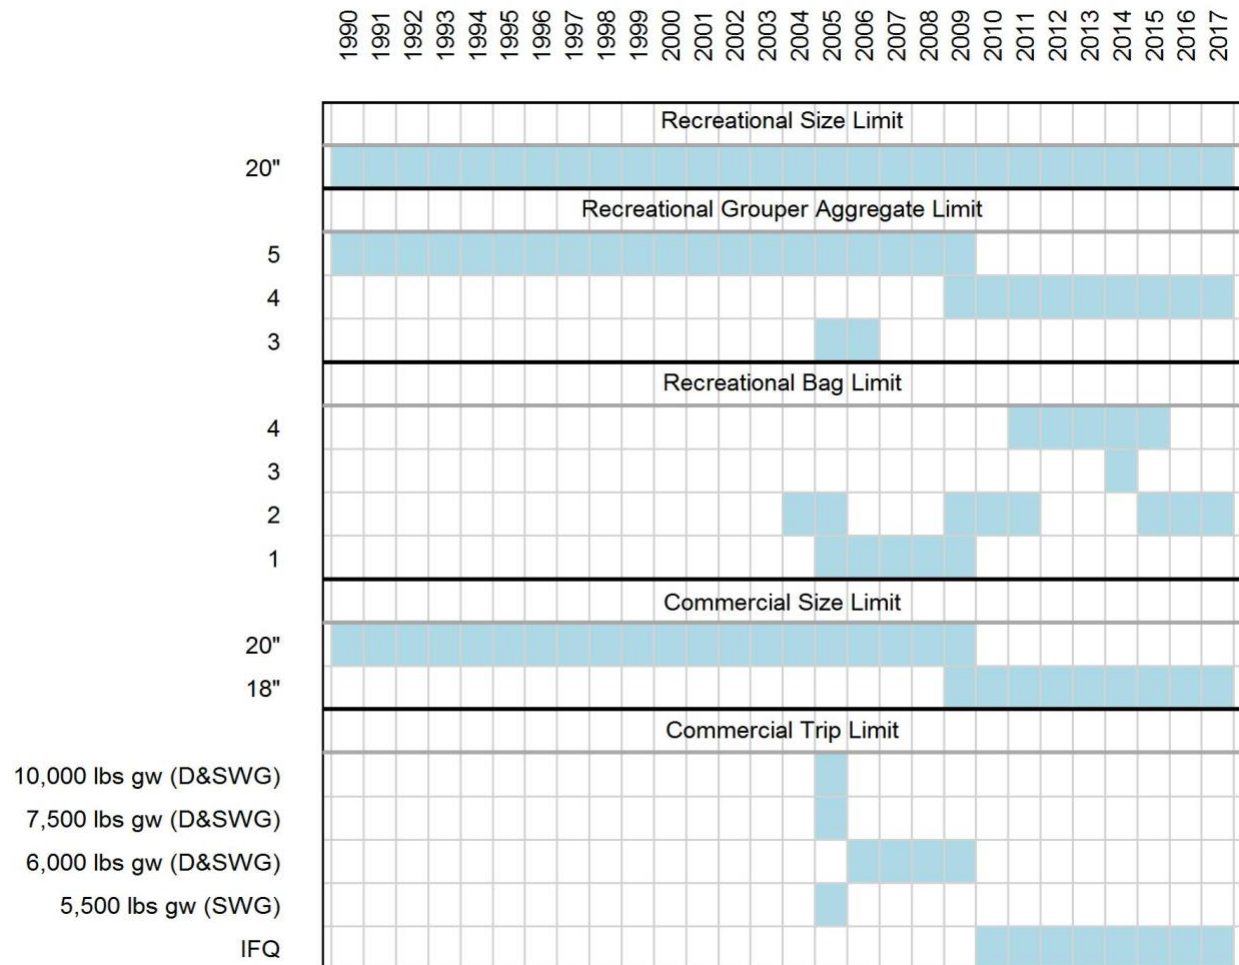 1990 1991 1992 1993 1994 1995 1996 1997 1998 1999 2000 2001 2002 2003 2004 2005 2006 2007 2008 2009 2010 2011 2012 2013 2014 2015 2016 2017
Recreational Size Limit
20"
Recreational Grouper Aggregate Limit
5
4
3
Recreational Bag Limit
4
3
2
1
Commercial Size Limit
20"
18"
Commercial Trip Limit
10,000 lbs gw (D&SWG)
7,500 lbs gw (D&SWG)
6,000 lbs gw (D&SWG)
5,500 lbs gw (SWG)
IFQ